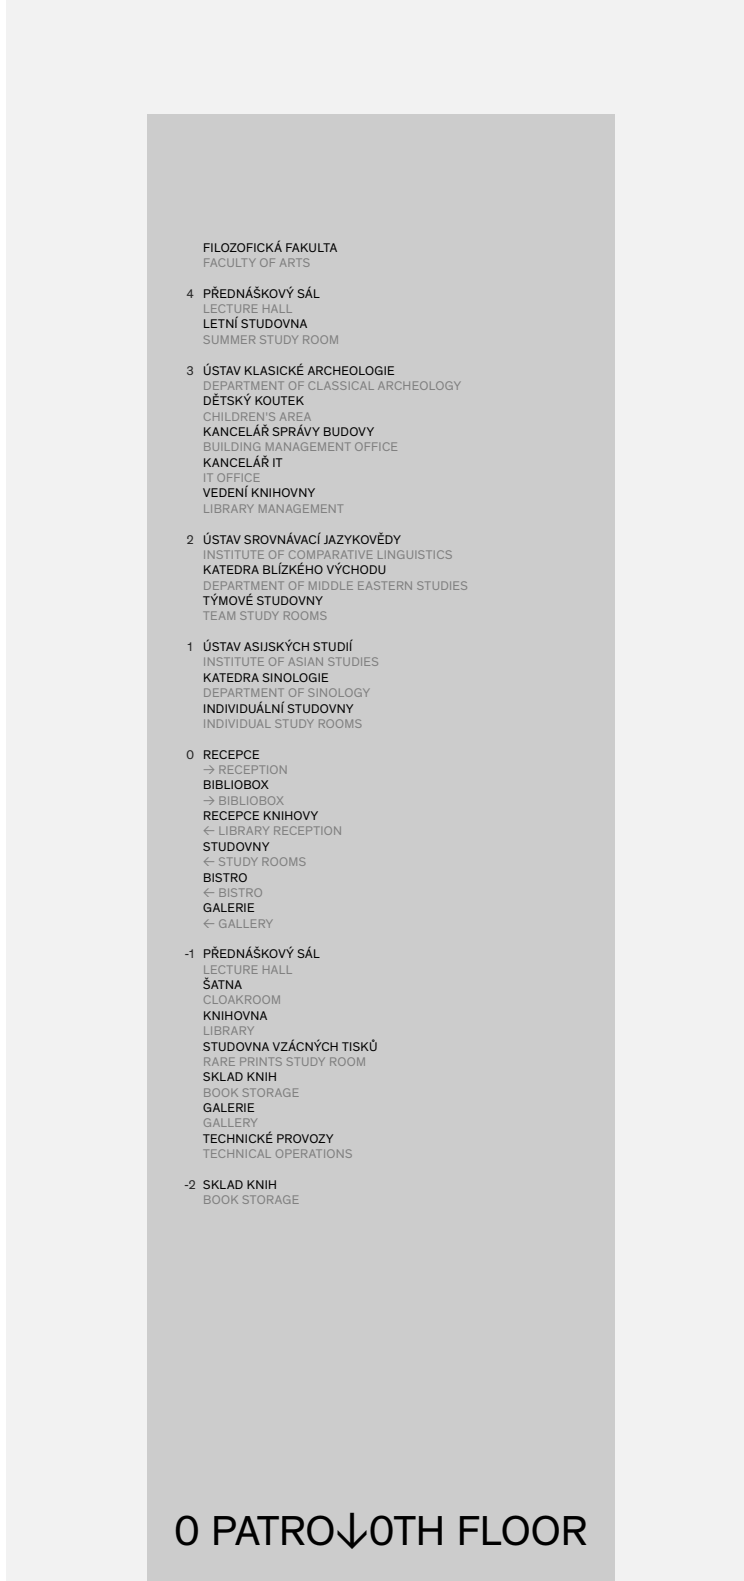 FILOZOFICKÁ FAKULTA
FACULTY OF ARTS
4 PŘEDNÁŠKOVÝ SÁL
LECTURE HALL
LETNÍ STUDOVNA
SUMMER STUDY ROOM
3 ÚSTAV KLASICKÉ ARCHEOLOGIE
DEPARTMENT OF CLASSICAL ARCHEOLOGY
DĚTSKÝ KOUTEK
CHILDREN'S AREA
KANCELÁŘ SPRÁVY BUDOVY
BUILDING MANAGEMENT OFFICE
KANCELÁŘ IT
IT OFFICE
VEDENÍ KNIHOVNY
LIBRARY MANAGEMENT
2 ÚSTAV SROVNÁVACÍ JAZYKOVĚDY
INSTITUTE OF COMPARATIVE LINGUISTICS
KATEDRA BLÍZKÉHO VÝCHODU
DEPARTMENT OF MIDDLE EASTERN STUDIES
TÝMOVÉ STUDOVNY
TEAM STUDY ROOMS
1 ÚSTAV ASIJSKÝCH STUDIÍ
INSTITUTE OF ASIAN STUDIES
KATEDRA SINOLOGIE
DEPARTMENT OF SINOLOGY
INDIVIDUÁLNÍ STUDOVNY
INDIVIDUAL STUDY ROOMS
0 RECEPCE
→ RECEPTION
BIBLIOBOX
→ BIBLIOBOX
RECEPCE KNIHOVY
← LIBRARY RECEPTION
STUDOVNY
← STUDY ROOMS
BISTRO
← BISTRO
GALERIE
← GALLERY
-1 PŘEDNÁŠKOVÝ SÁL
LECTURE HALL
ŠATNA
CLOAKROOM
KNIHOVNA
LIBRARY
STUDOVNA VZÁCNÝCH TISKŮ
RARE PRINTS STUDY ROOM
SKLAD KNIH
BOOK STORAGE
GALERIE
GALLERY
TECHNICKÉ PROVOZY
TECHNICAL OPERATIONS
-2 SKLAD KNIH
BOOK STORAGE
0 PATRO↓0TH FLOOR